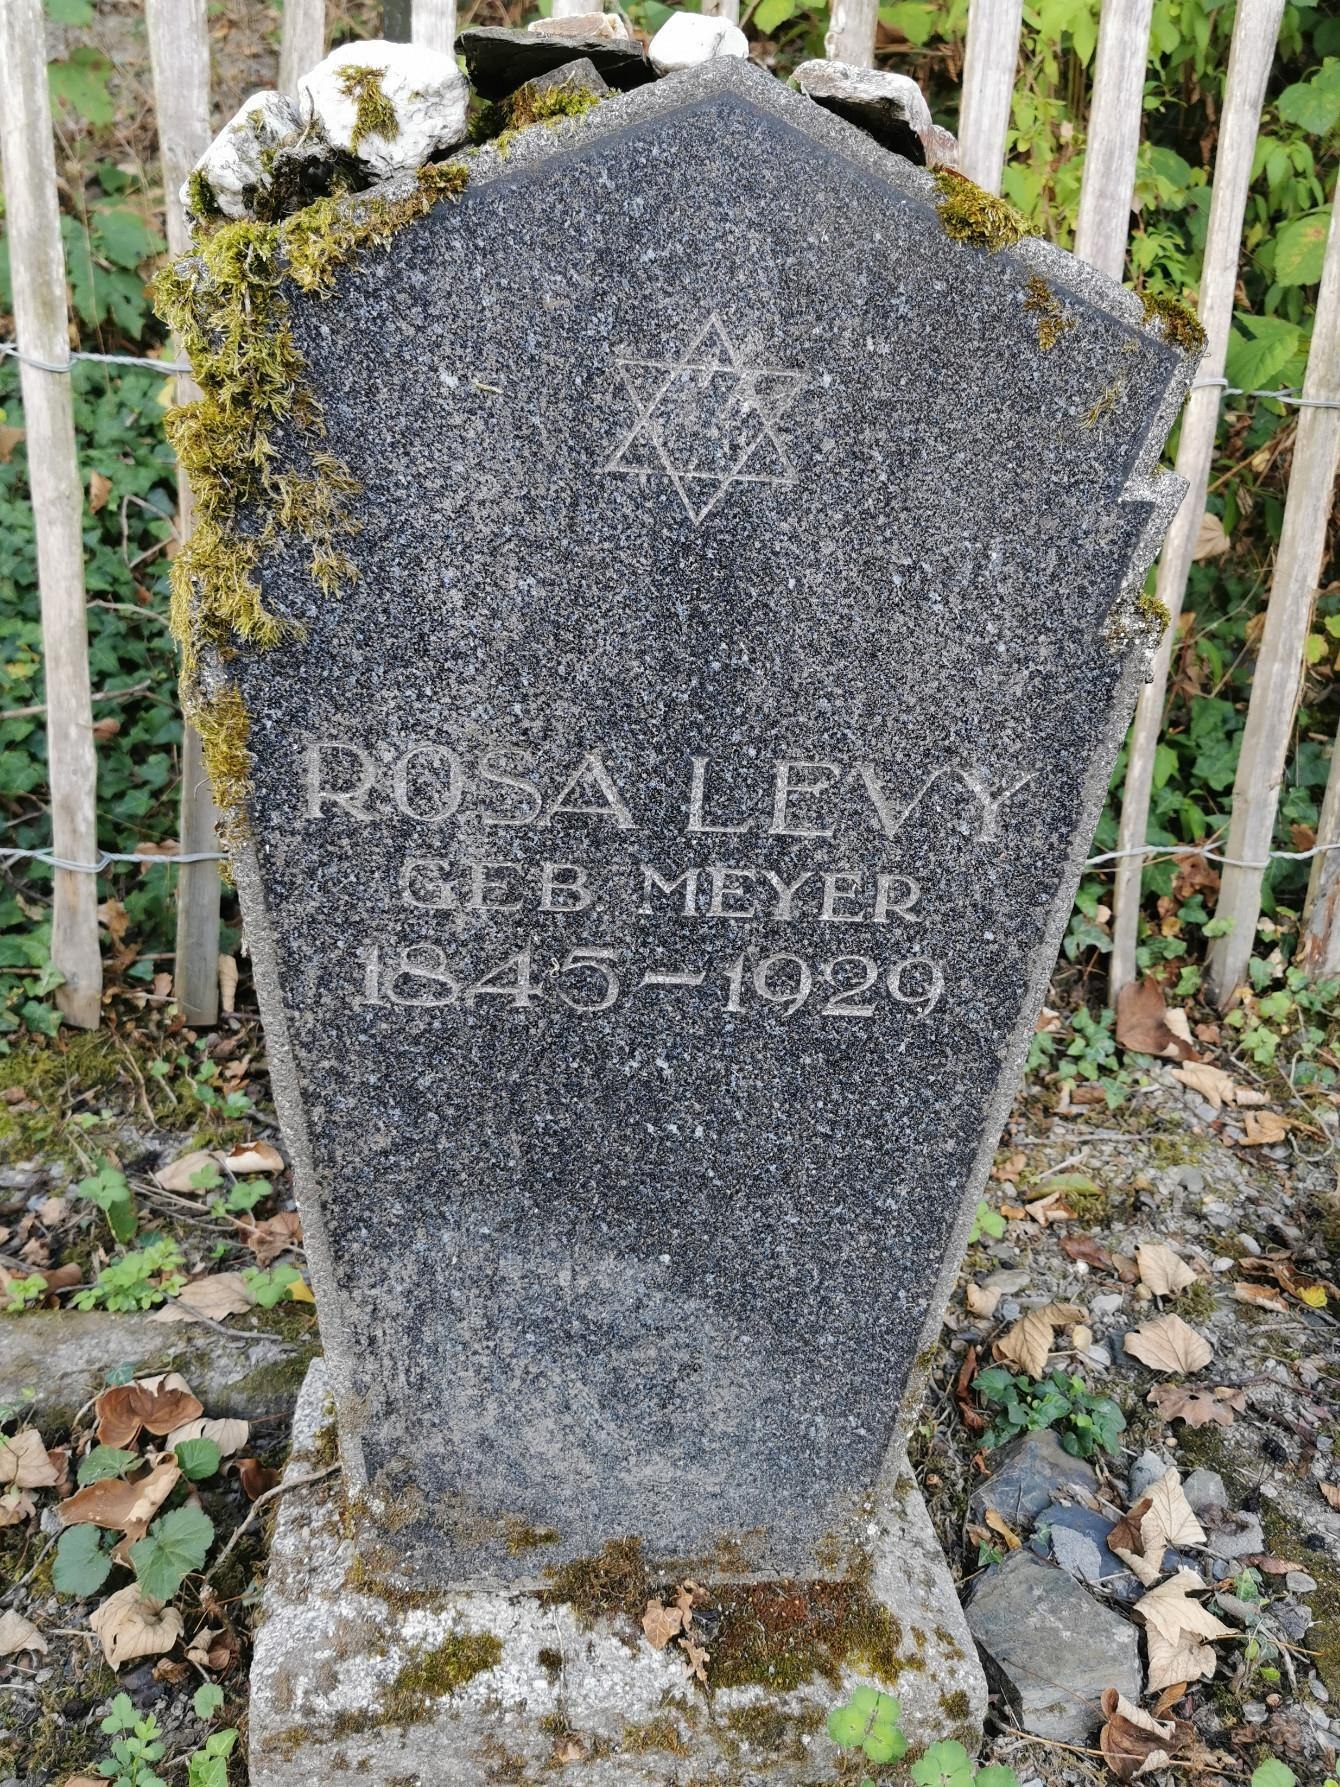 ROSA LEVY
GEB. MEYER
1845-1929